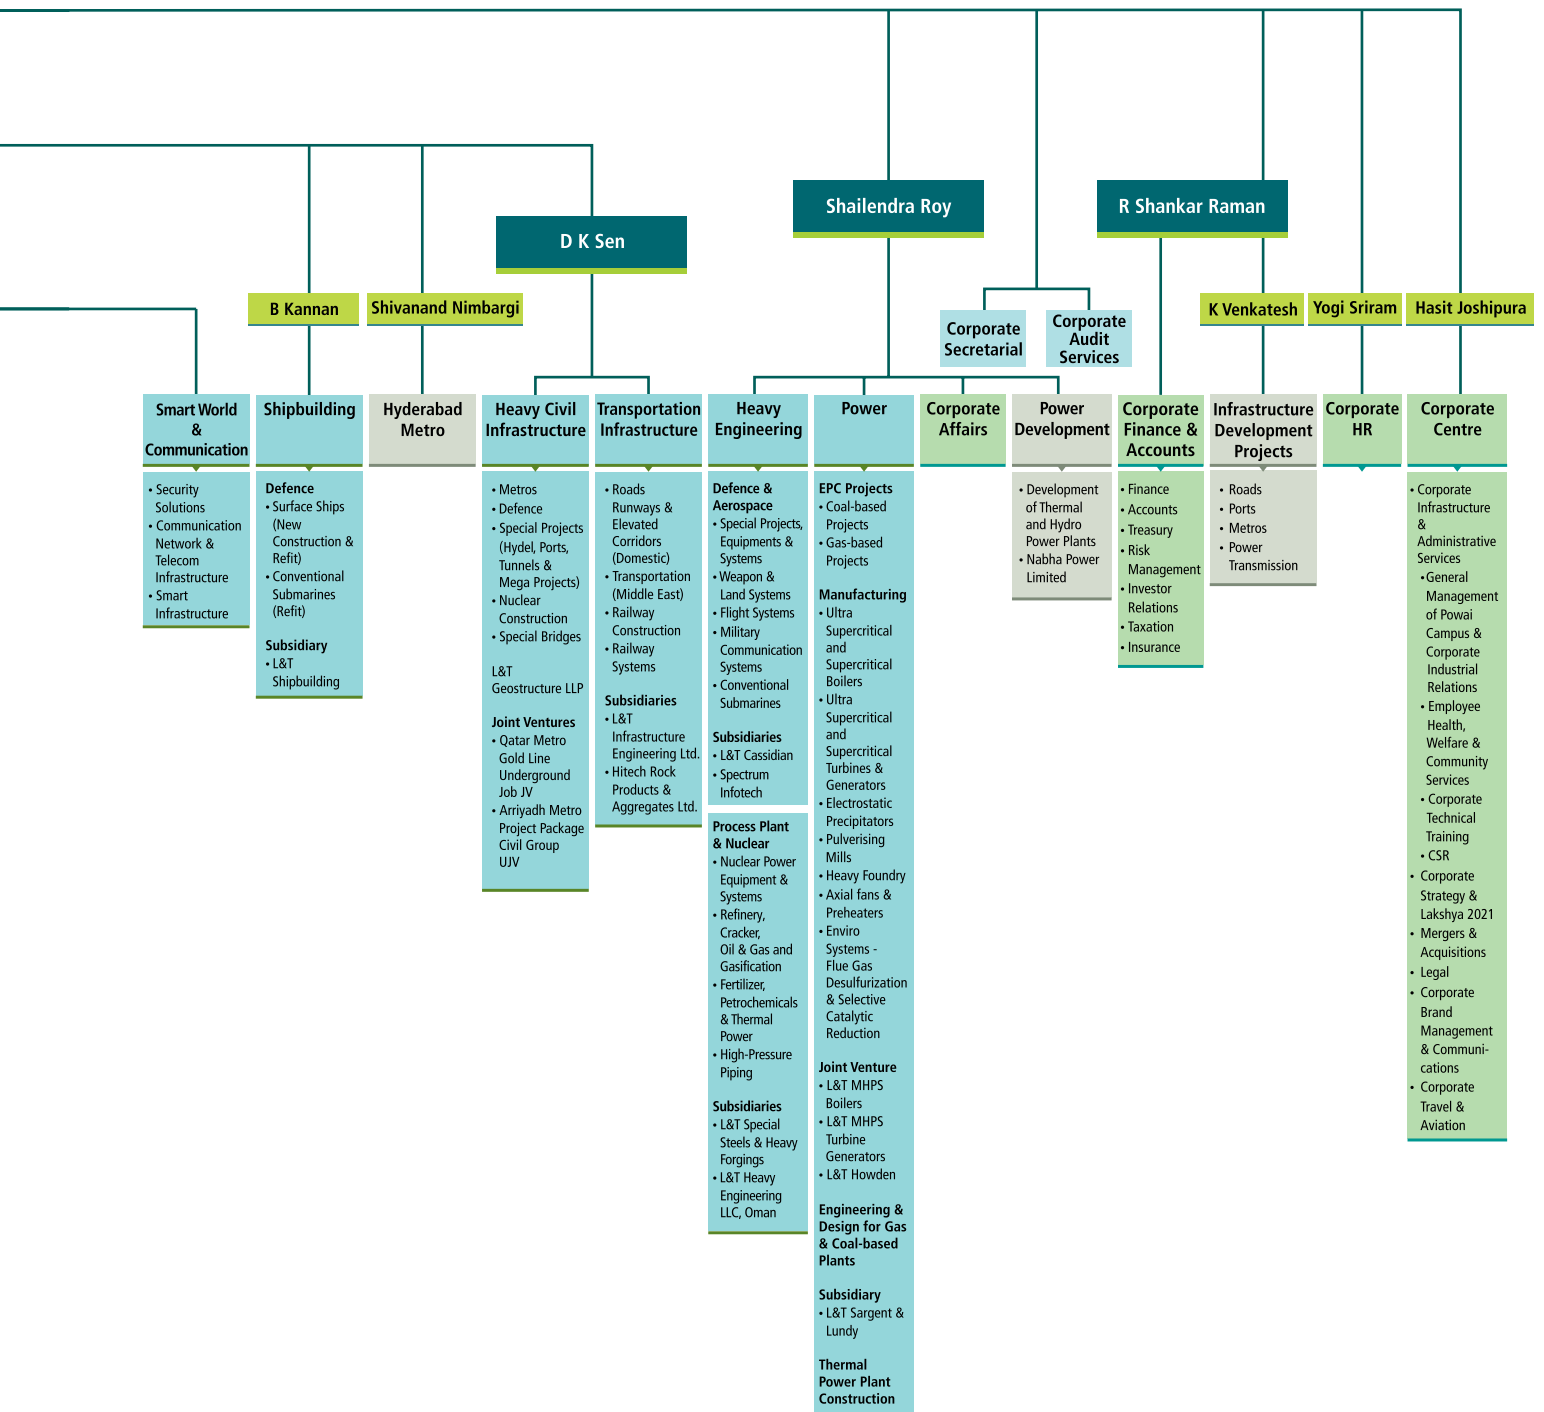 Shailendra Roy
R Shankar Raman
D K Sen
B Kannan
Shivanand Nimbargi
K Venkatesh
Yogi Sriram
Hasit Joshipura
Corporate
Secretarial
Corporate
Audit
Services
Smart World
&
Communication
• Security
Solutions
• Communication
Network &
Telecom
Infrastructure
• Smart
Infrastructure
Shipbuilding
Defence
• Surface Ships
(New
Construction &
Refit)
• Conventional
Submarines
(Refit)
Subsidiary
• L&T
Shipbuilding
Hyderabad
Metro
Heavy Civil
Infrastructure
• Metros
• Defence
• Special Projects
(Hydel, Ports,
Tunnels &
Mega Projects)
• Nuclear
Construction
• Special Bridges
L&T
Geostructure LLP
Joint Ventures
• Qatar Metro
Gold Line
Underground
Job JV
• Arriyadh Metro
Project Package
Civil Group
UJV
Transportation
Infrastructure
• Roads
Runways &
Elevated
Corridors
(Domestic)
• Transportation
(Middle East)
• Railway
Construction
• Railway
Systems
Subsidiaries
• L&T
Infrastructure
Engineering Ltd.
• Hitech Rock
Products &
Aggregates Ltd.
Heavy
Engineering
Defence &
Aerospace
• Special Projects,
Equipments &
Systems
• Weapon &
Land Systems
• Flight Systems
• Military
Communication
Systems
• Conventional
Submarines
Subsidiaries
• L&T Cassidian
• Spectrum
Infotech
Process Plant
& Nuclear
• Nuclear Power
Equipment &
Systems
• Refinery,
Cracker,
Oil & Gas and
Gasification
• Fertilizer,
Petrochemicals
& Thermal
Power
• High-Pressure
Piping
Subsidiaries
• L&T Special
Steels & Heavy
Forgings
• L&T Heavy
Engineering
LLC, Oman
Power
EPC Projects
• Coal-based
Projects
• Gas-based
Projects
Manufacturing
• Ultra
Supercritical
and
Supercritical
Boilers
• Ultra
Supercritical
and
Supercritical
Turbines &
Generators
• Electrostatic
Precipitators
• Pulverising
Mills
• Heavy Foundry
• Axial fans &
Preheaters
• Enviro
Systems -
Flue Gas
Desulfurization
& Selective
Catalytic
Reduction
Joint Venture
• L&T MHPS
Boilers
• L&T MHPS
Turbine
Generators
• L&T Howden
Engineering &
Design for Gas
& Coal-based
Plants
Subsidiary
• L&T Sargent &
Lundy
Thermal
Power Plant
Construction
Corporate
Affairs
Power
Development
• Development
of Thermal
and Hydro
Power Plants
• Nabha Power
Limited
Corporate
Finance &
Accounts
• Finance
• Accounts
• Treasury
• Risk
Management
• Investor
Relations
• Taxation
• Insurance
Infrastructure
Development
Projects
• Roads
• Ports
• Metros
• Power
Transmission
Corporate
HR
Corporate
Centre
• Corporate
Infrastructure
&
Administrative
Services
• General
Management
of Powai
Campus &
Corporate
Industrial
Relations
• Employee
Health,
Welfare &
Community
Services
• Corporate
Technical
Training
• CSR
• Corporate
Strategy &
Lakshya 2021
• Mergers &
Acquisitions
• Legal
• Corporate
Brand
Management
& Communi-
cations
• Corporate
Travel &
Aviation